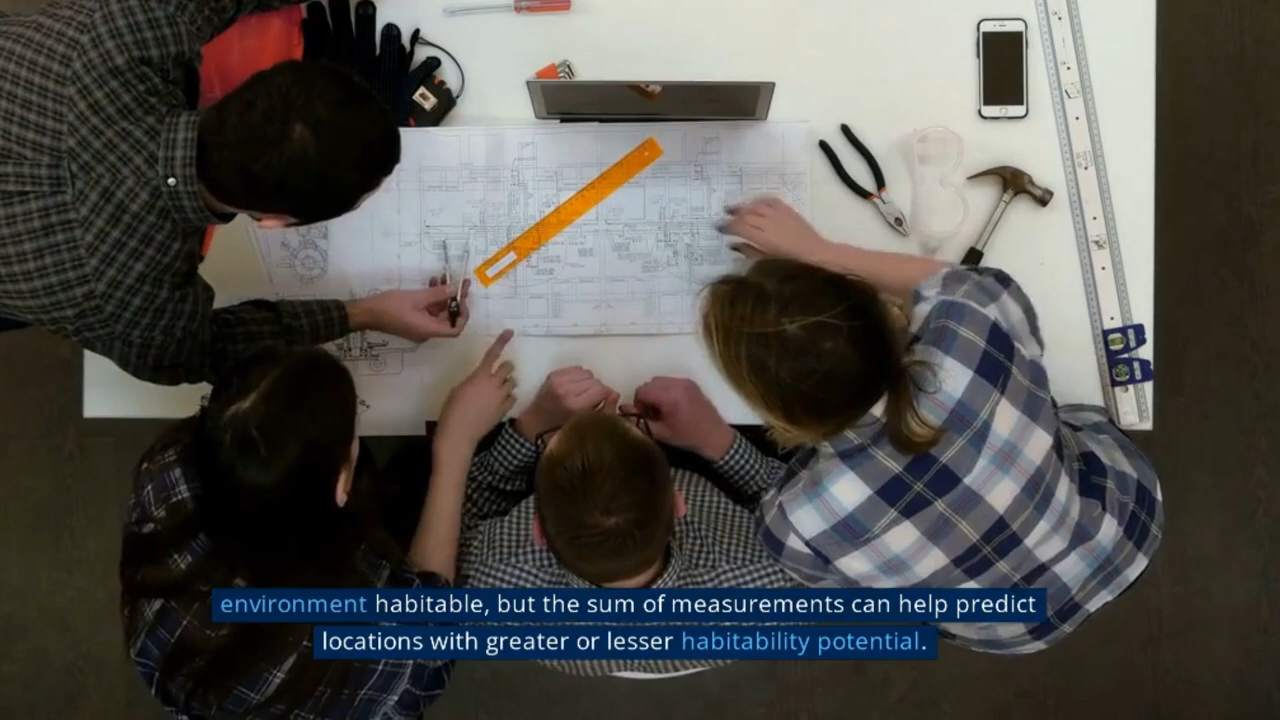 environment habitable, but the sum of measurements can help predict
locations with greater or lesser habitability potential.